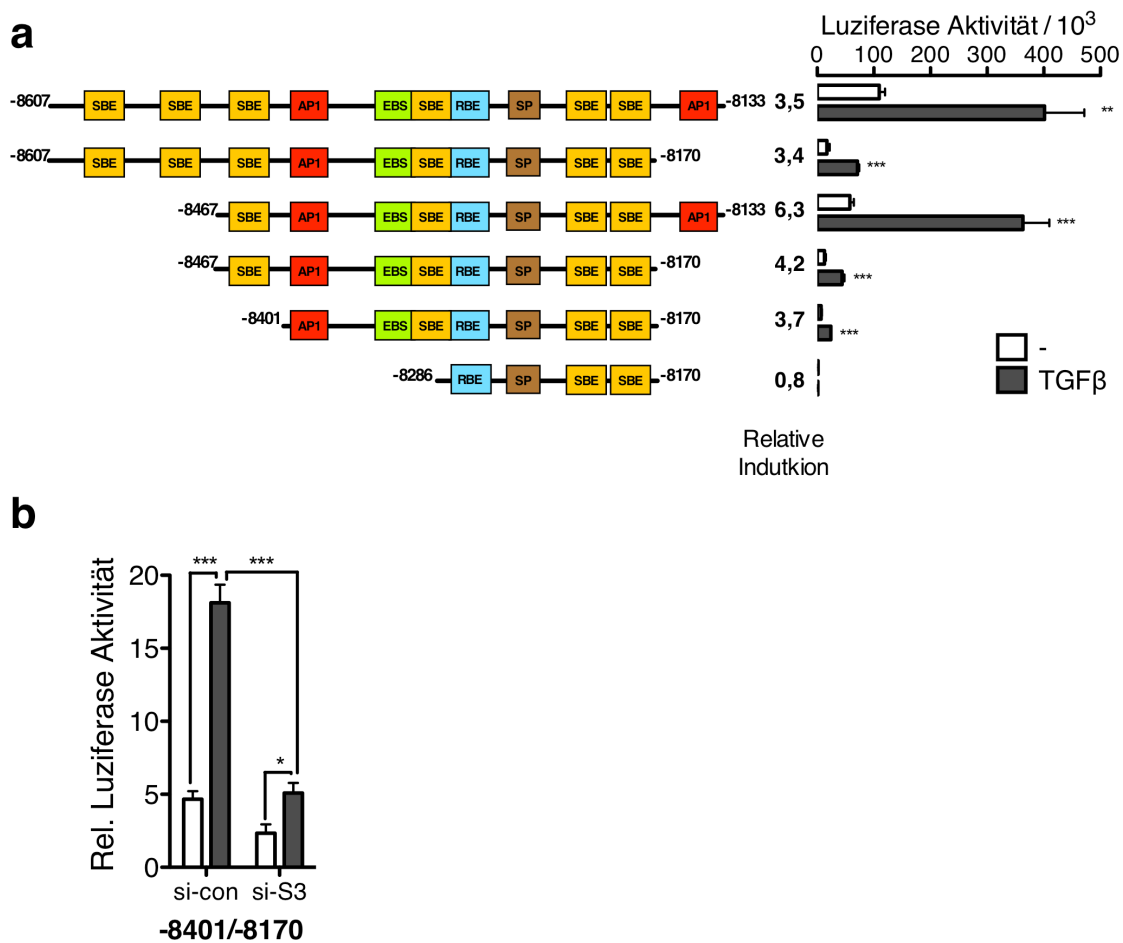 a
Luziferase Aktivität / 10³
0 100 200 300 400 500
-8607 SBE SBE SBE AP1 EBS SBE RBE SP SBE SBE AP1 -8133 3,5 **
-8607 SBE SBE SBE AP1 EBS SBE RBE SP SBE SBE -8170 3,4 ***
-8467 SBE AP1 EBS SBE RBE SP SBE SBE AP1 -8133 6,3 ***
-8467 SBE AP1 EBS SBE RBE SP SBE SBE -8170 4,2 ***
-8401 AP1 EBS SBE RBE SP SBE SBE -8170 3,7 ***
-
-8286 RBE SP SBE SBE -8170 0,8
TGFβ
Relative
Indutkion
b
Rel. Luziferase Aktivität
*** ***
20
15
10
*
5
0
si-con si-S3
-8401/-8170